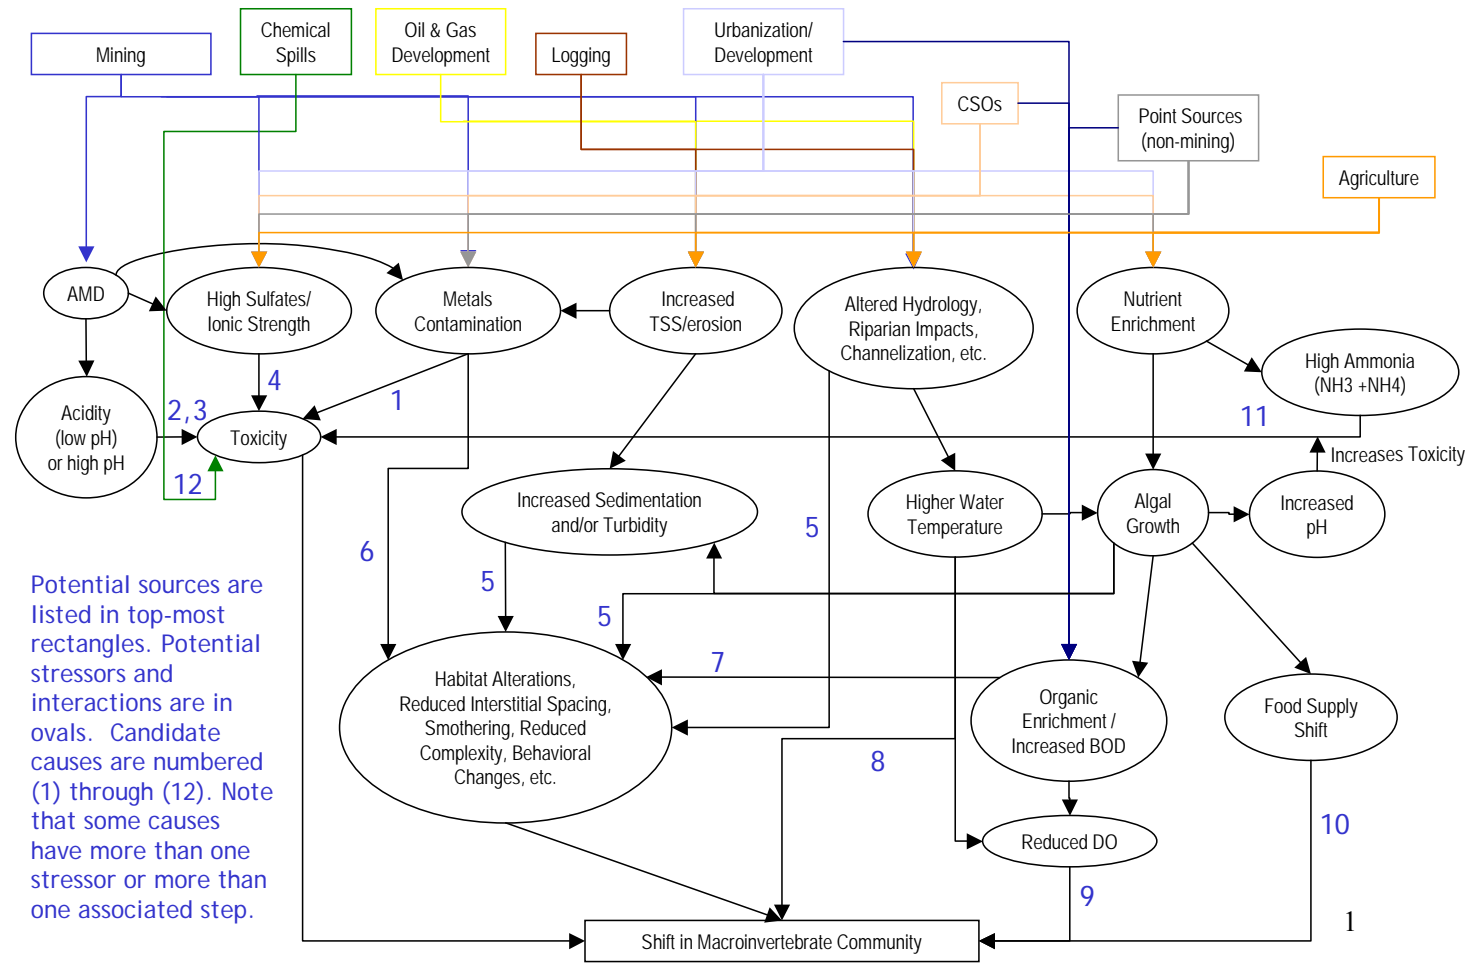 Mining
Chemical
Spills
Oil & Gas
Development
Logging
Urbanization/
Development
CSOs
Point Sources
(non-mining)
Agriculture
AMD
High Sulfates/
Ionic Strength
Metals
Contamination
Increased
TSS/erosion
Altered Hydrology,
Riparian Impacts,
Channelization, etc.
Nutrient
Enrichment
High Ammonia
(NH3 +NH4)
4
1
2,3
11
Acidity
(low pH)
or high pH
Toxicity
12
Increases Toxicity
Increased Sedimentation
and/or Turbidity
Higher Water
Temperature
Algal
Growth
Increased
pH
5
6
5
5
Potential sources are
listed in top-most
rectangles. Potential
stressors and
interactions are in
ovals.  Candidate
causes are numbered
(1) through (12). Note
that some causes
have more than one
stressor or more than
one associated step.
7
Habitat Alterations,
Reduced Interstitial Spacing,
Smothering, Reduced
Complexity, Behavioral
Changes, etc.
Organic
Enrichment /
Increased BOD
Food Supply
Shift
8
10
Reduced DO
9
1
Shift in Macroinvertebrate Community